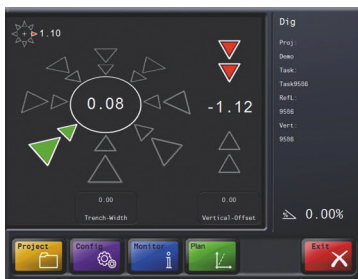 1.10
Dig
Proj:
Demo
Task:
Task9586
RefL:
9586
Vert:
9586
0.08
-1.12
0.00
Trench-Width
0.00
Vertical-Offset
0.00%
Project
Config
Monitor
Plan
Exit